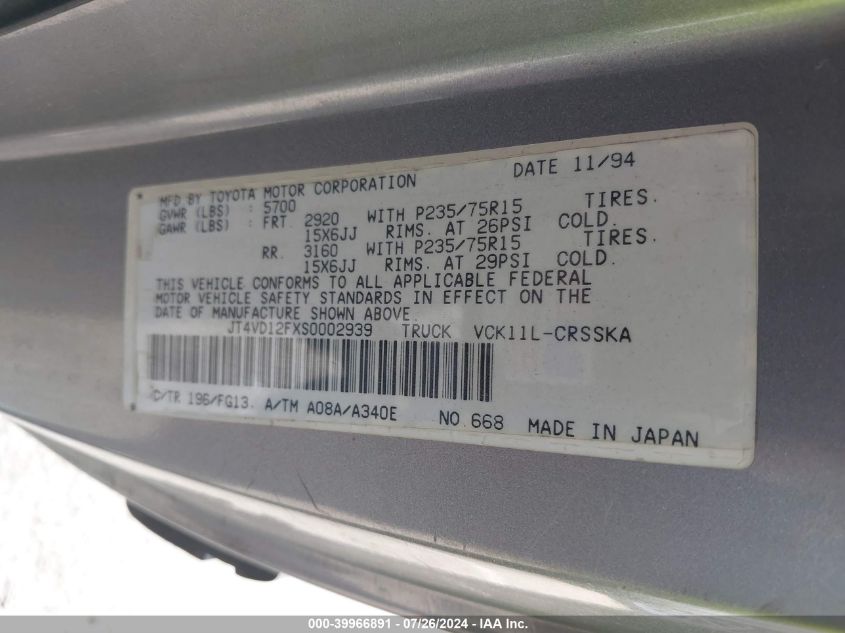 MFD BY TOYOTA MOTOR CORPORATION DATE 11/94
GVWR (LBS) : 5700
GAWR (LBS) : FRT. 2920 WITH P235/75R15 TIRES.
15X6JJ RIMS. AT 26PSI COLD.
RR. 3160 WITH P235/75R15 TIRES.
15X6JJ RIMS. AT 29PSI COLD.
THIS VEHICLE CONFORMS TO ALL APPLICABLE FEDERAL
MOTOR VEHICLE SAFETY STANDARDS IN EFFECT ON THE
DATE OF MANUFACTURE SHOWN ABOVE.
JT4VD12FXS0002939 TRUCK VCK11L-CRSSKA
C/TR 196/FG13. A/TM A08A/A340E NO.668 MADE IN JAPAN
000-39966891 - 07/26/2024 - IAA Inc.